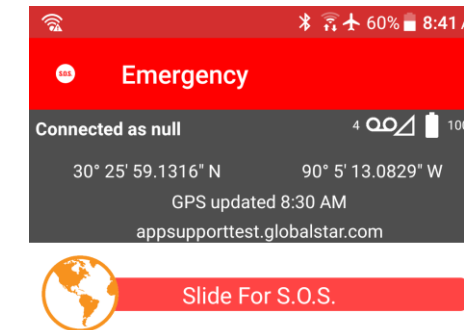 60% 8:41 A
SOS Emergency
Connected as null 4 100
30° 25' 59.1316" N 90° 5' 13.0829" W
GPS updated 8:30 AM
appsupporttest.globalstar.com
Slide For S.O.S.